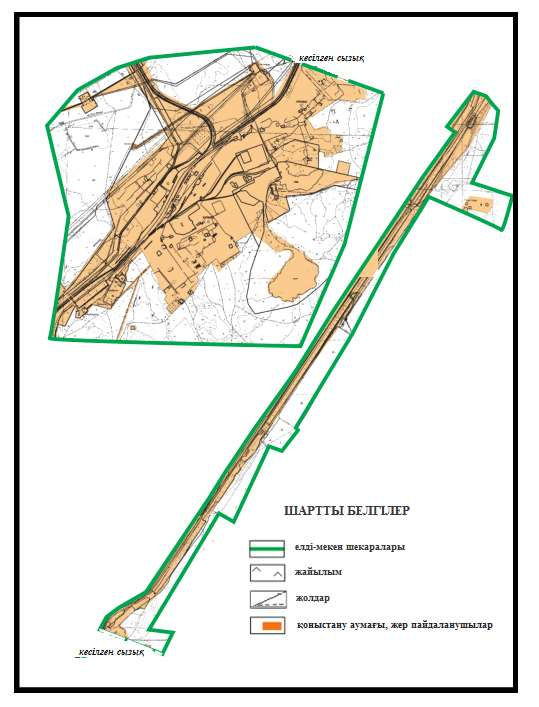 кесілген сызық
ШАРТТЫ БЕЛГІЛЕР
елді-мекен шекаралары
жайылым
жолдар
қоныстану аумағы, жер пайдаланушылар
кесілген сызық